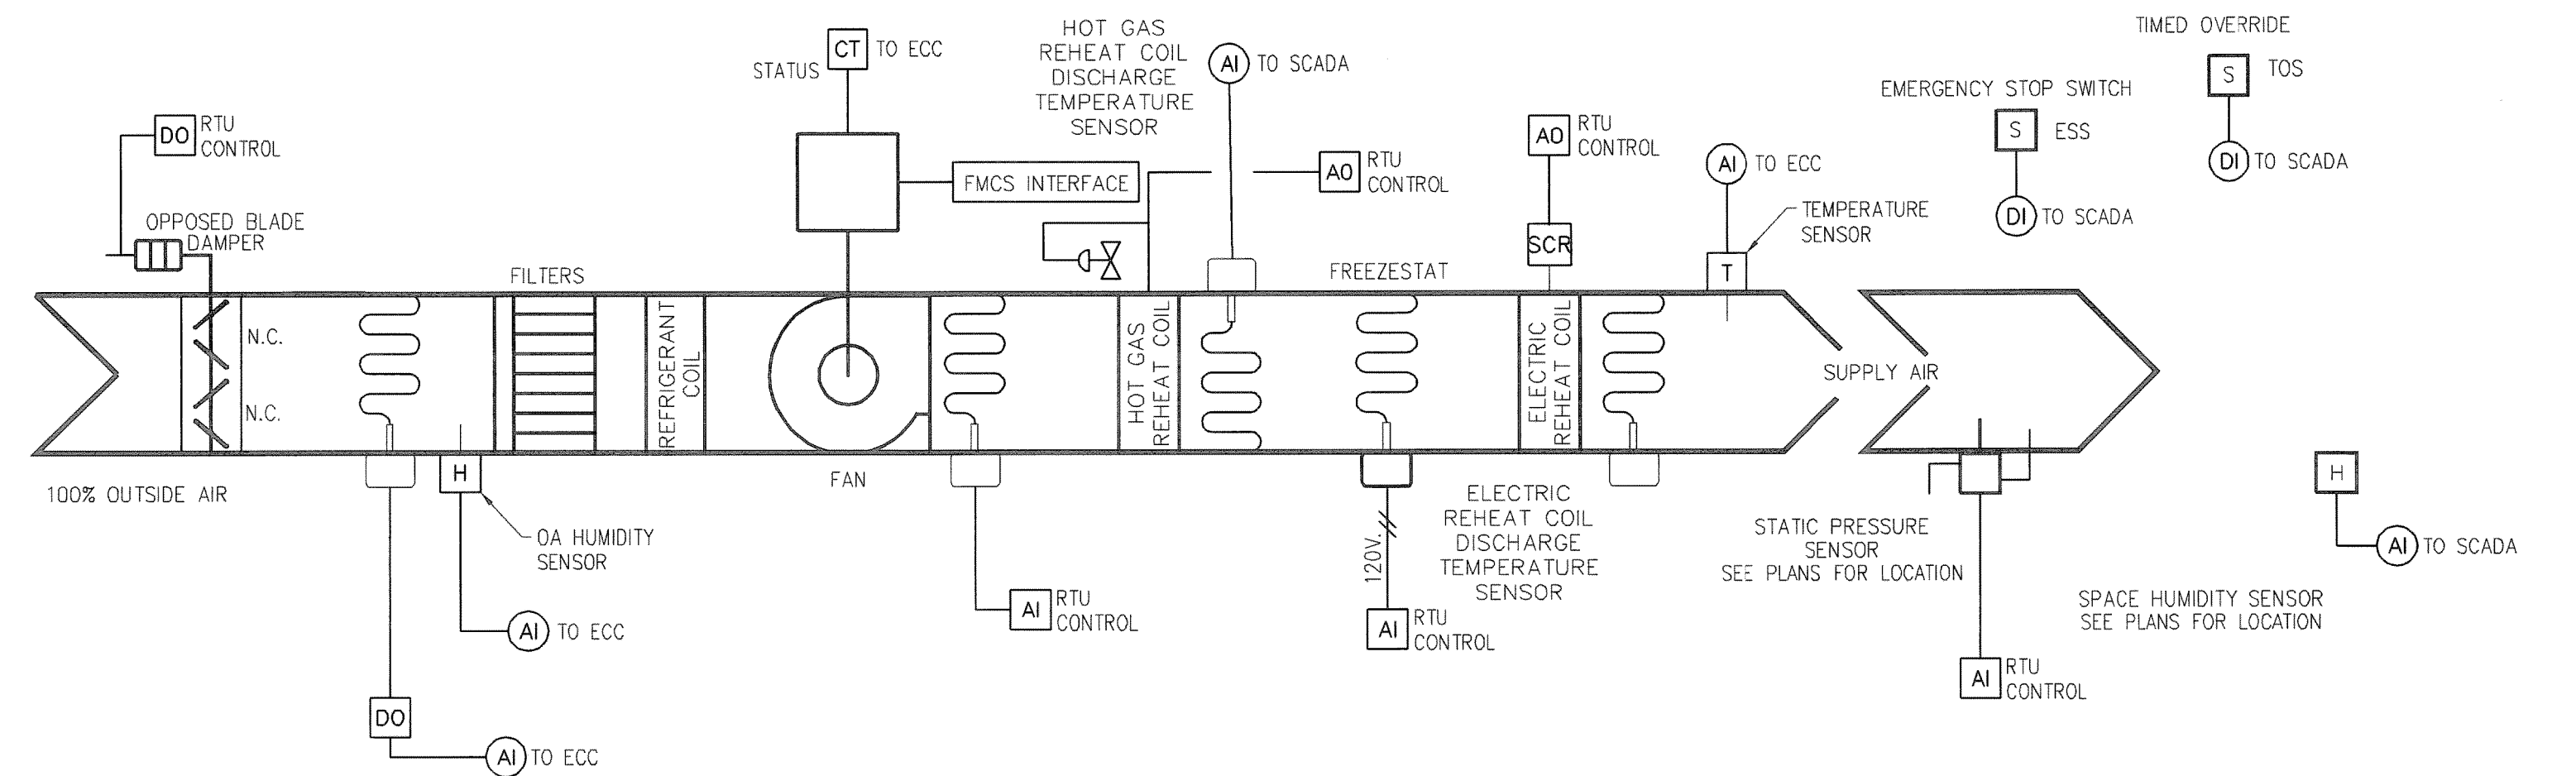 TIMED OVERRIDE
S TOS
DI TO SCADA
EMERGENCY STOP SWITCH
S ESS
DI TO SCADA
HOT GAS
REHEAT COIL
DISCHARGE
TEMPERATURE
SENSOR
AI TO SCADA
STATUS
CT TO ECC
FMCS INTERFACE
AO RTU
CONTROL
AO RTU
CONTROL
SCR
AI TO ECC
TEMPERATURE
SENSOR
T
DO RTU
CONTROL
OPPOSED BLADE
DAMPER
FILTERS
FREEZESTAT
N.C.
N.C.
REFRIGERANT
COIL
HOT GAS
REHEAT COIL
ELECTRIC
REHEAT COIL
SUPPLY AIR
100% OUTSIDE AIR
H
OA HUMIDITY
SENSOR
AI TO ECC
DO
AI TO ECC
FAN
AI RTU
CONTROL
120V.
AI RTU
CONTROL
ELECTRIC
REHEAT COIL
DISCHARGE
TEMPERATURE
SENSOR
STATIC PRESSURE
SENSOR
SEE PLANS FOR LOCATION
AI RTU
CONTROL
H
AI TO SCADA
SPACE HUMIDITY SENSOR
SEE PLANS FOR LOCATION